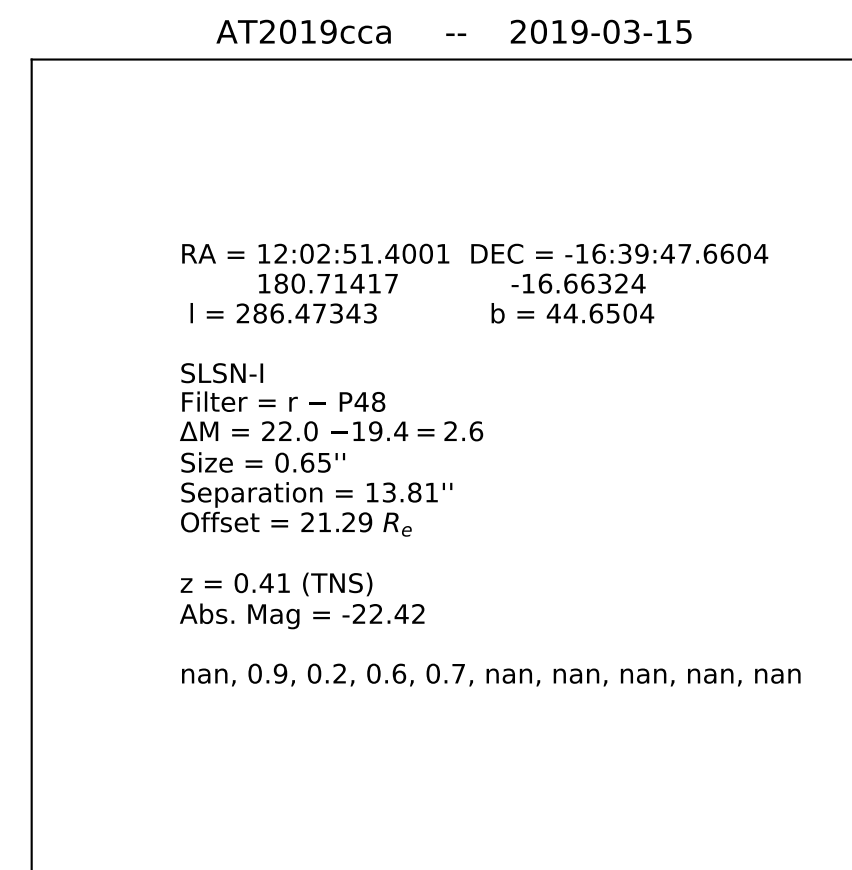 AT2019cca -- 2019-03-15
RA = 12:02:51.4001 DEC = -16:39:47.6604
180.71417 -16.66324
l = 286.47343 b = 44.6504
SLSN-I
Filter = r − P48
ΔM = 22.0 −19.4 = 2.6
Size = 0.65''
Separation = 13.81''
Offset = 21.29 Rₑ
z = 0.41 (TNS)
Abs. Mag = -22.42
nan, 0.9, 0.2, 0.6, 0.7, nan, nan, nan, nan, nan